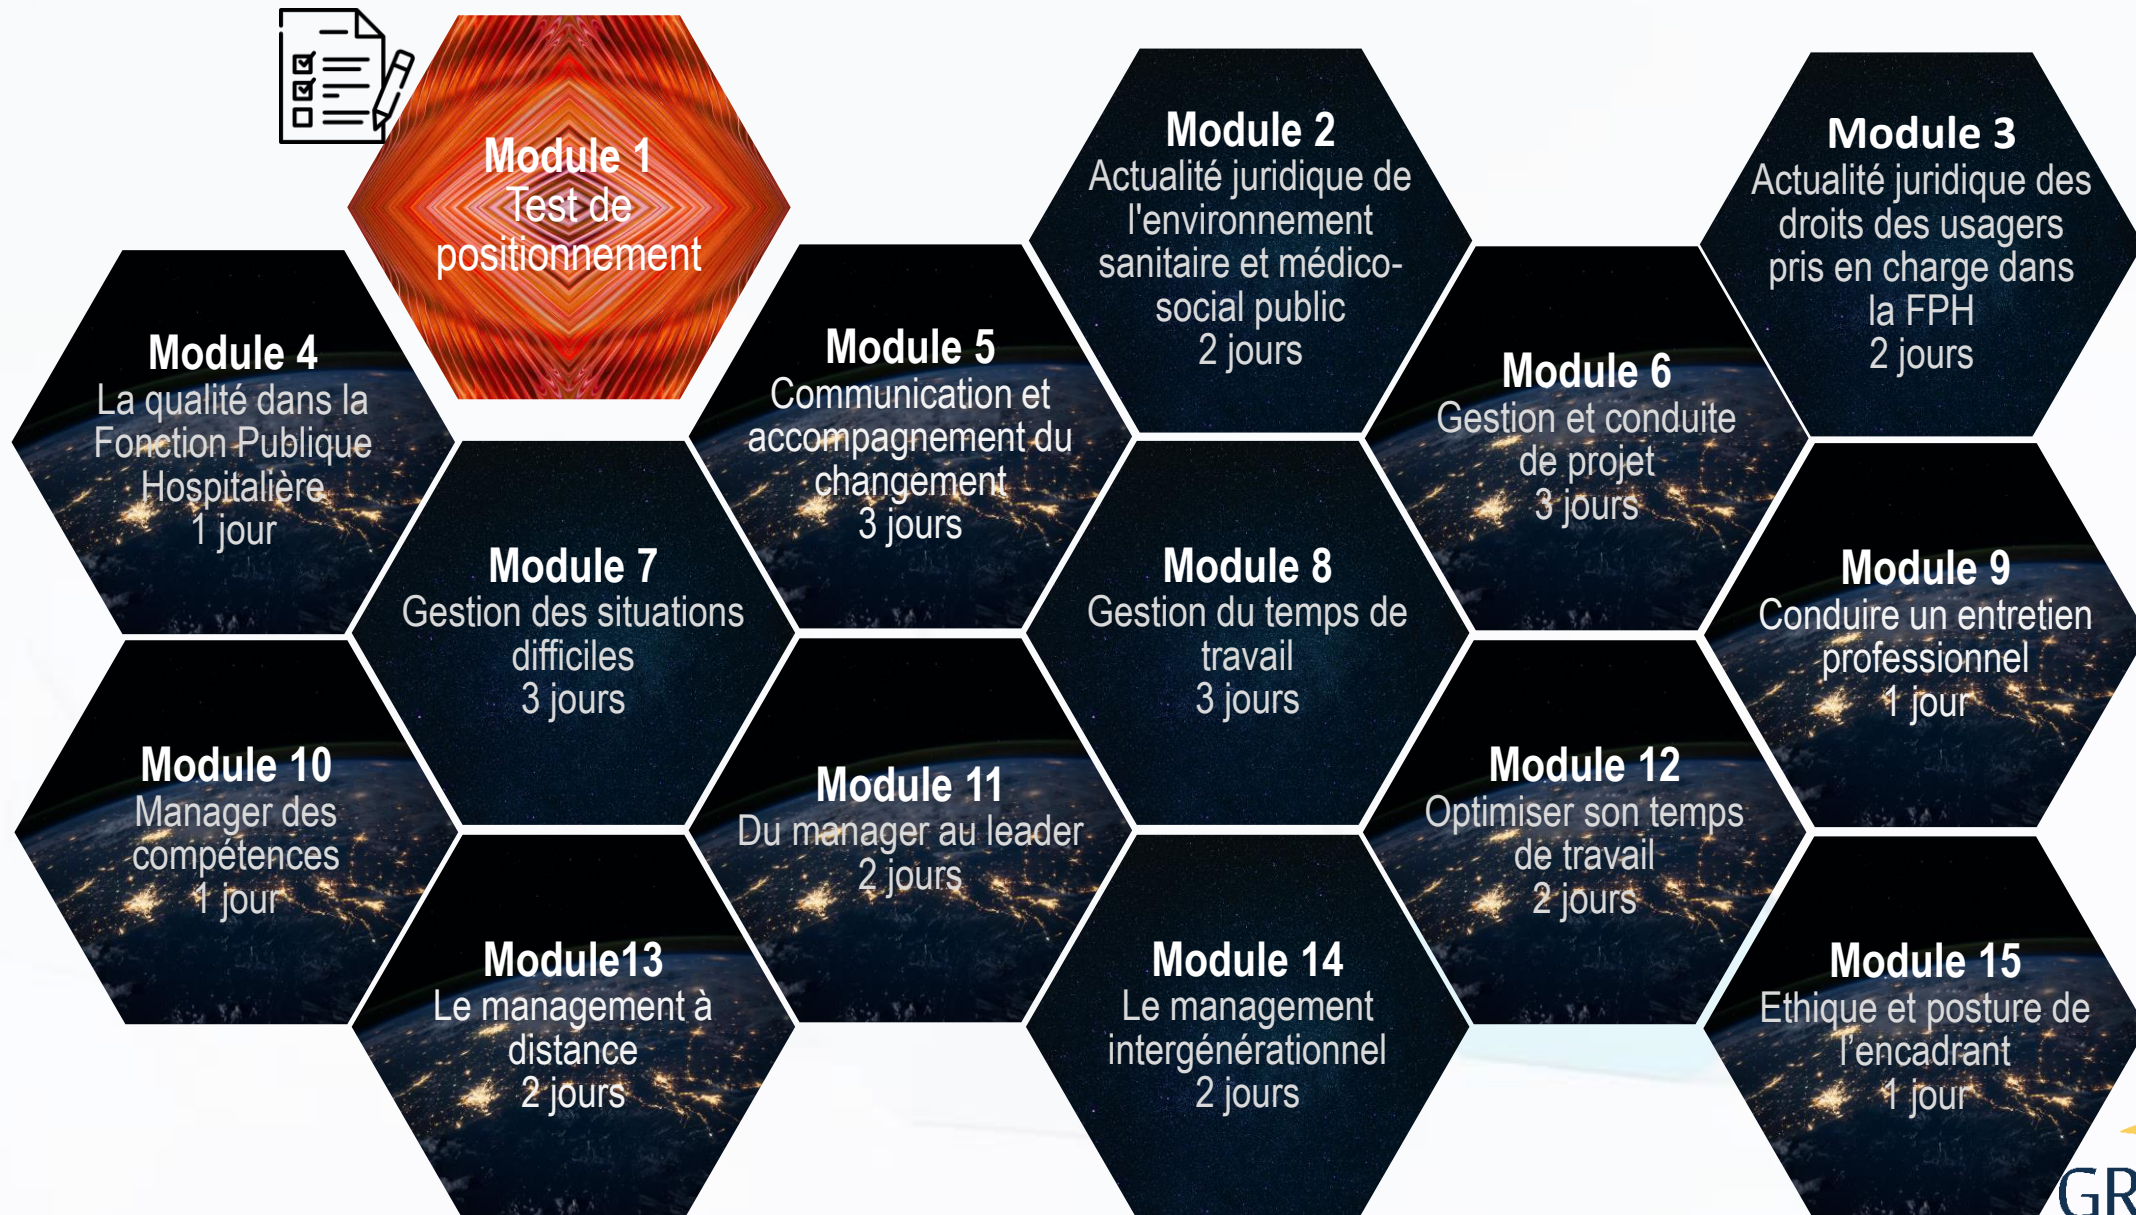 Module 1
Test de
positionnement
Module 2
Actualité juridique de
l'environnement
sanitaire et médico-
social public
2 jours
Module 3
Actualité juridique des
droits des usagers
pris en charge dans
la FPH
2 jours
Module 4
La qualité dans la
Fonction Publique
Hospitalière
1 jour
Module 5
Communication et
accompagnement du
changement
3 jours
Module 6
Gestion et conduite
de projet
3 jours
Module 7
Gestion des situations
difficiles
3 jours
Module 8
Gestion du temps de
travail
3 jours
Module 9
Conduire un entretien
professionnel
1 jour
Module 10
Manager des
compétences
1 jour
Module 11
Du manager au leader
2 jours
Module 12
Optimiser son temps
de travail
2 jours
Module13
Le management à
distance
2 jours
Module 14
Le management
intergénérationnel
2 jours
Module 15
Ethique et posture de
l’encadrant
1 jour
GR